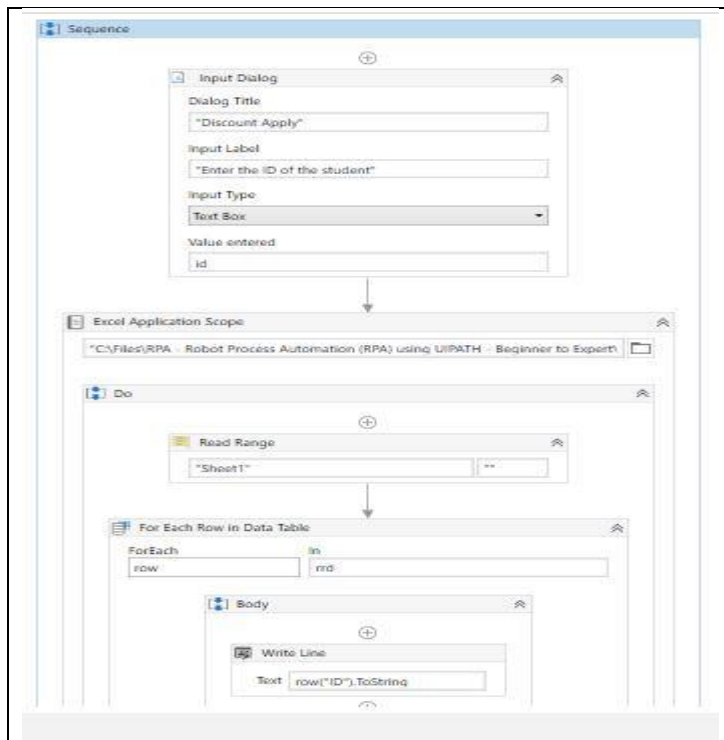 Sequence
Input Dialog
Dialog Title
"Discount Apply"
Input Label
"Enter the ID of the student"
Input Type
Text Box
Value entered
id
Excel Application Scope
"C:\Files\RPA - Robot Process Automation (RPA) using UIPATH - Beginner to Expert\
Do
Read Range
"Sheet1" ""
For Each Row in Data Table
ForEach In
row rrd
Body
Write Line
Text row("ID").ToString